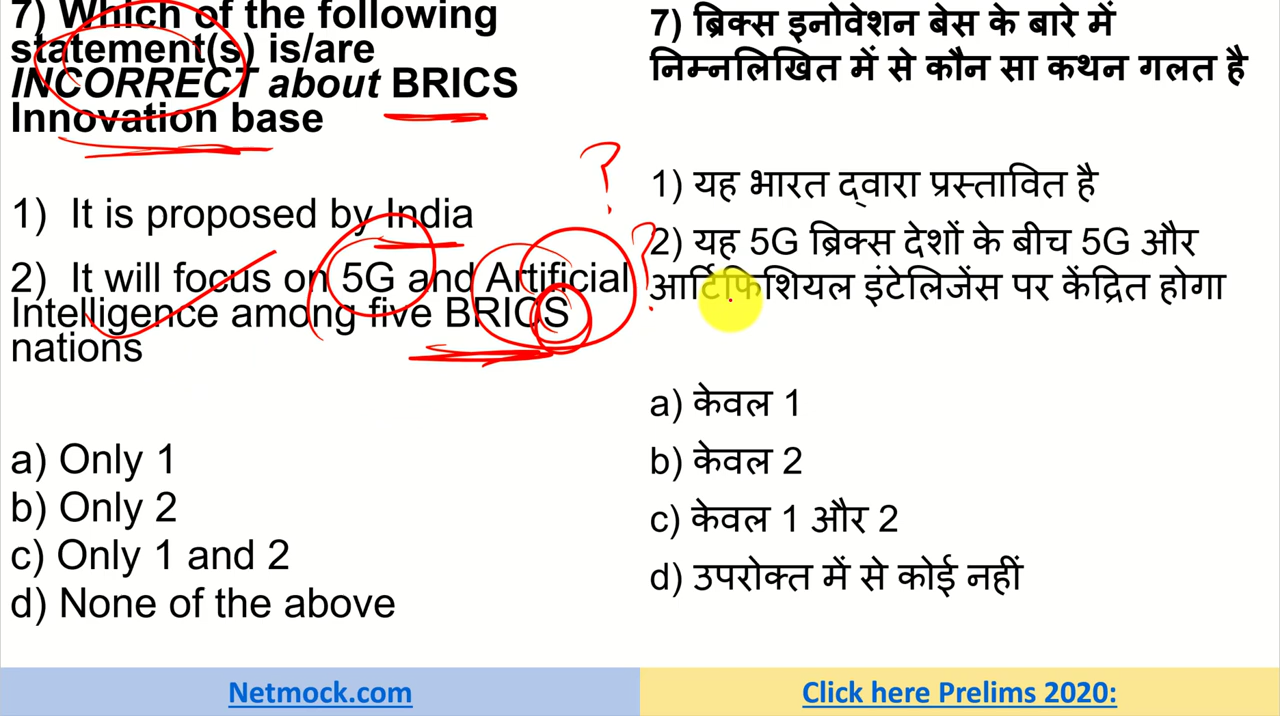 7) Which of the following
statement(s) is/are
INCORRECT about BRICS
Innovation base
1) It is proposed by India
2) It will focus on 5G and Artificial
Intelligence among five BRICS
nations
a) Only 1
b) Only 2
c) Only 1 and 2
d) None of the above
Netmock.com
7) ब्रिक्स इनोवेशन बेस के बारे में
निम्नलिखित में से कौन सा कथन गलत है
1) यह भारत द्वारा प्रस्तावित है
2) यह 5G ब्रिक्स देशों के बीच 5G और
आर्टिफिशियल इंटेलिजेंस पर केंद्रित होगा
a) केवल 1
b) केवल 2
c) केवल 1 और 2
d) उपरोक्त में से कोई नहीं
Click here Prelims 2020:
? 
?